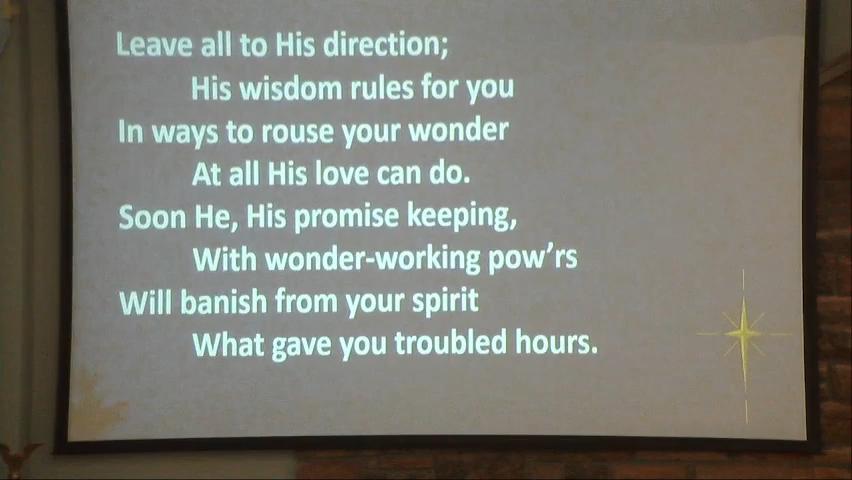 Leave all to His direction;
His wisdom rules for you
In ways to rouse your wonder
At all His love can do.
Soon He, His promise keeping,
With wonder-working pow’rs
Will banish from your spirit
What gave you troubled hours.